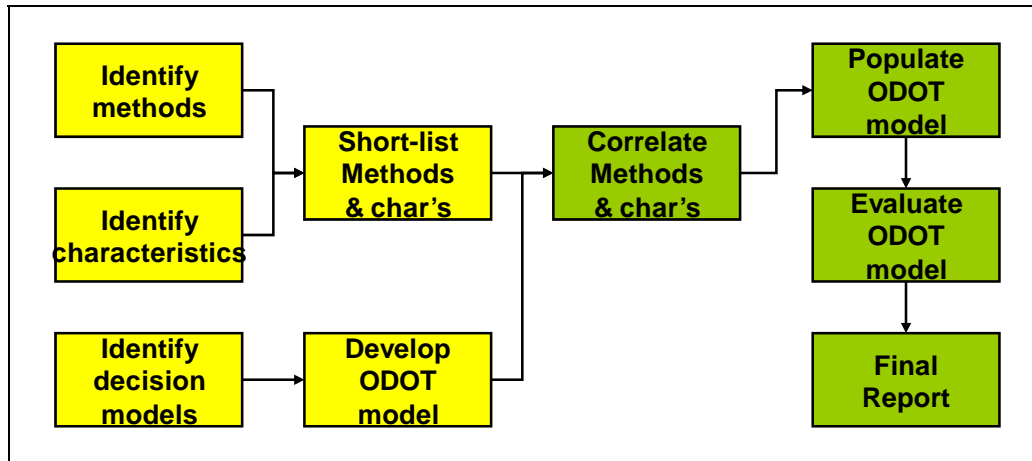 Identify
methods
Identify
characteristics
Identify
decision
models
Short-list
Methods
& char's
Develop
ODOT
model
Correlate
Methods
& char's
Populate
ODOT
model
Evaluate
ODOT
model
Final
Report